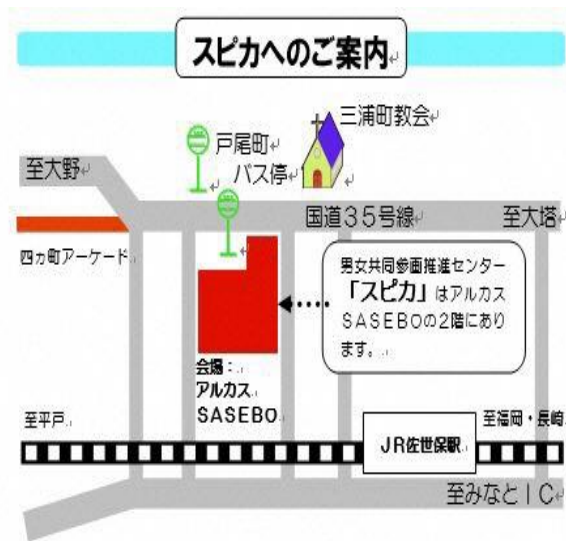 スピカへのご案内
三浦町教会
戸尾町
バス停
至大野
国道35号線
至大塔
四ヵ町アーケード
男女共同参画推進センター
「スピカ」はアルカス
SASEBOの2階にあり
ます。
会場：
アルカス
SASEBO
至平戸
至福岡・長崎
JR佐世保駅
至みなとIC